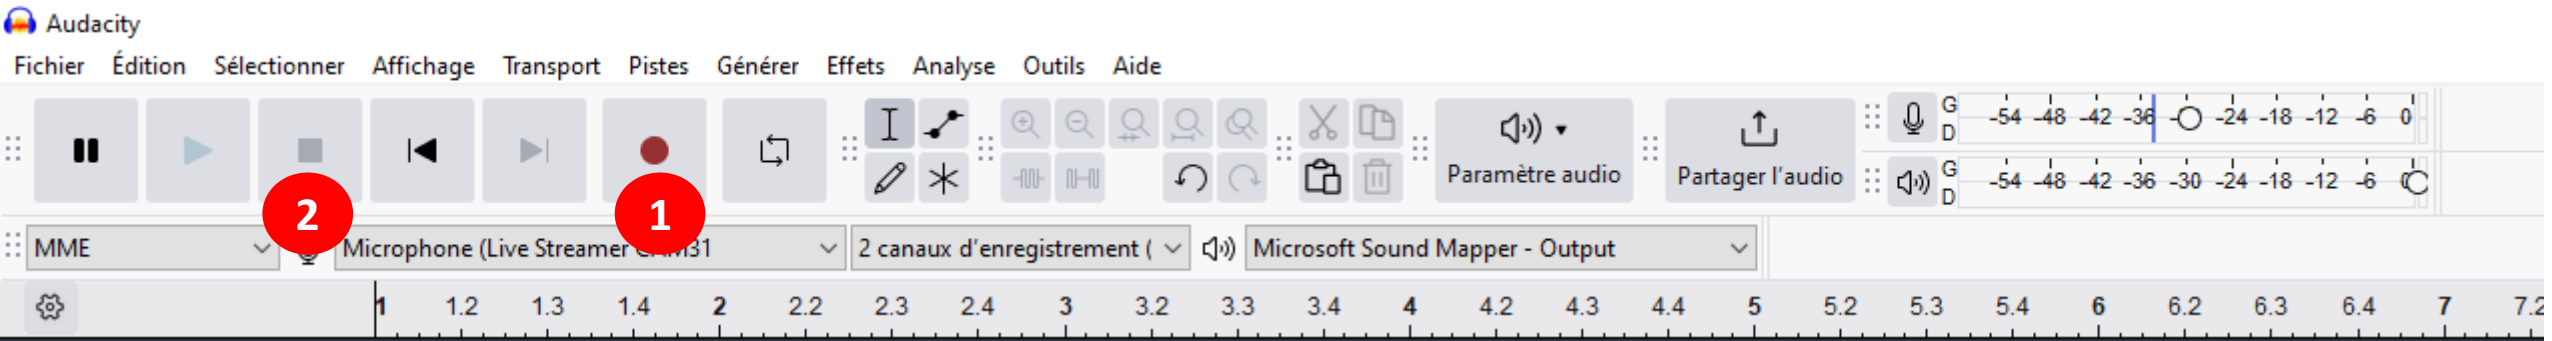 Audacity
Fichier Édition Sélectionner Affichage Transport Pistes Générer Effets Analyse Outils Aide
G -54 -48 -42 -36 - -24 -18 -12 -6 0
D
Paramètre audio
Partager l'audio
G -54 -48 -42 -36 -30 -24 -18 -12 -6
D
2
1
MME
Microphone (Live Streamer CAM31
2 canaux d'enregistrement (
Microsoft Sound Mapper - Output
1 1.2 1.3 1.4 2 2.2 2.3 2.4 3 3.2 3.3 3.4 4 4.2 4.3 4.4 5 5.2 5.3 5.4 6 6.2 6.3 6.4 7 7.2